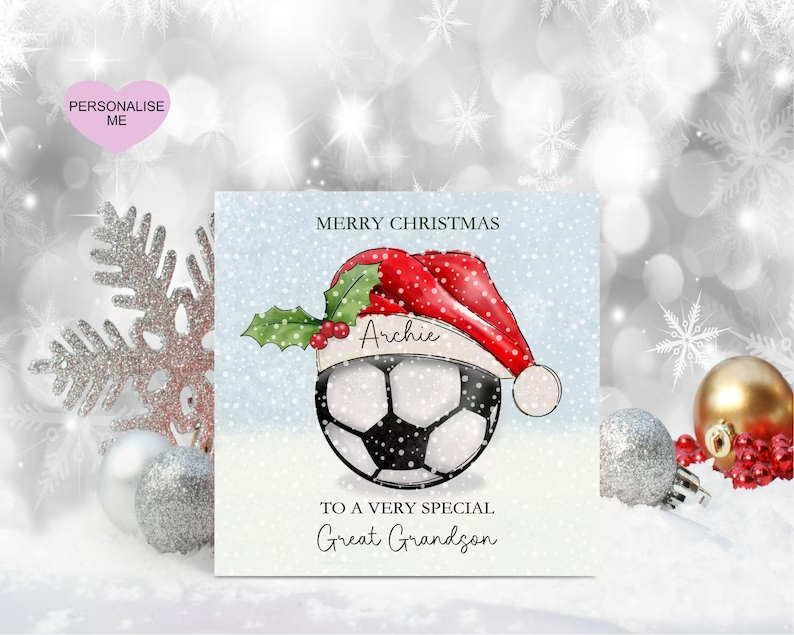 PERSONALISE
ME
MERRY CHRISTMAS
Archie
TO A VERY SPECIAL
Great Grandson